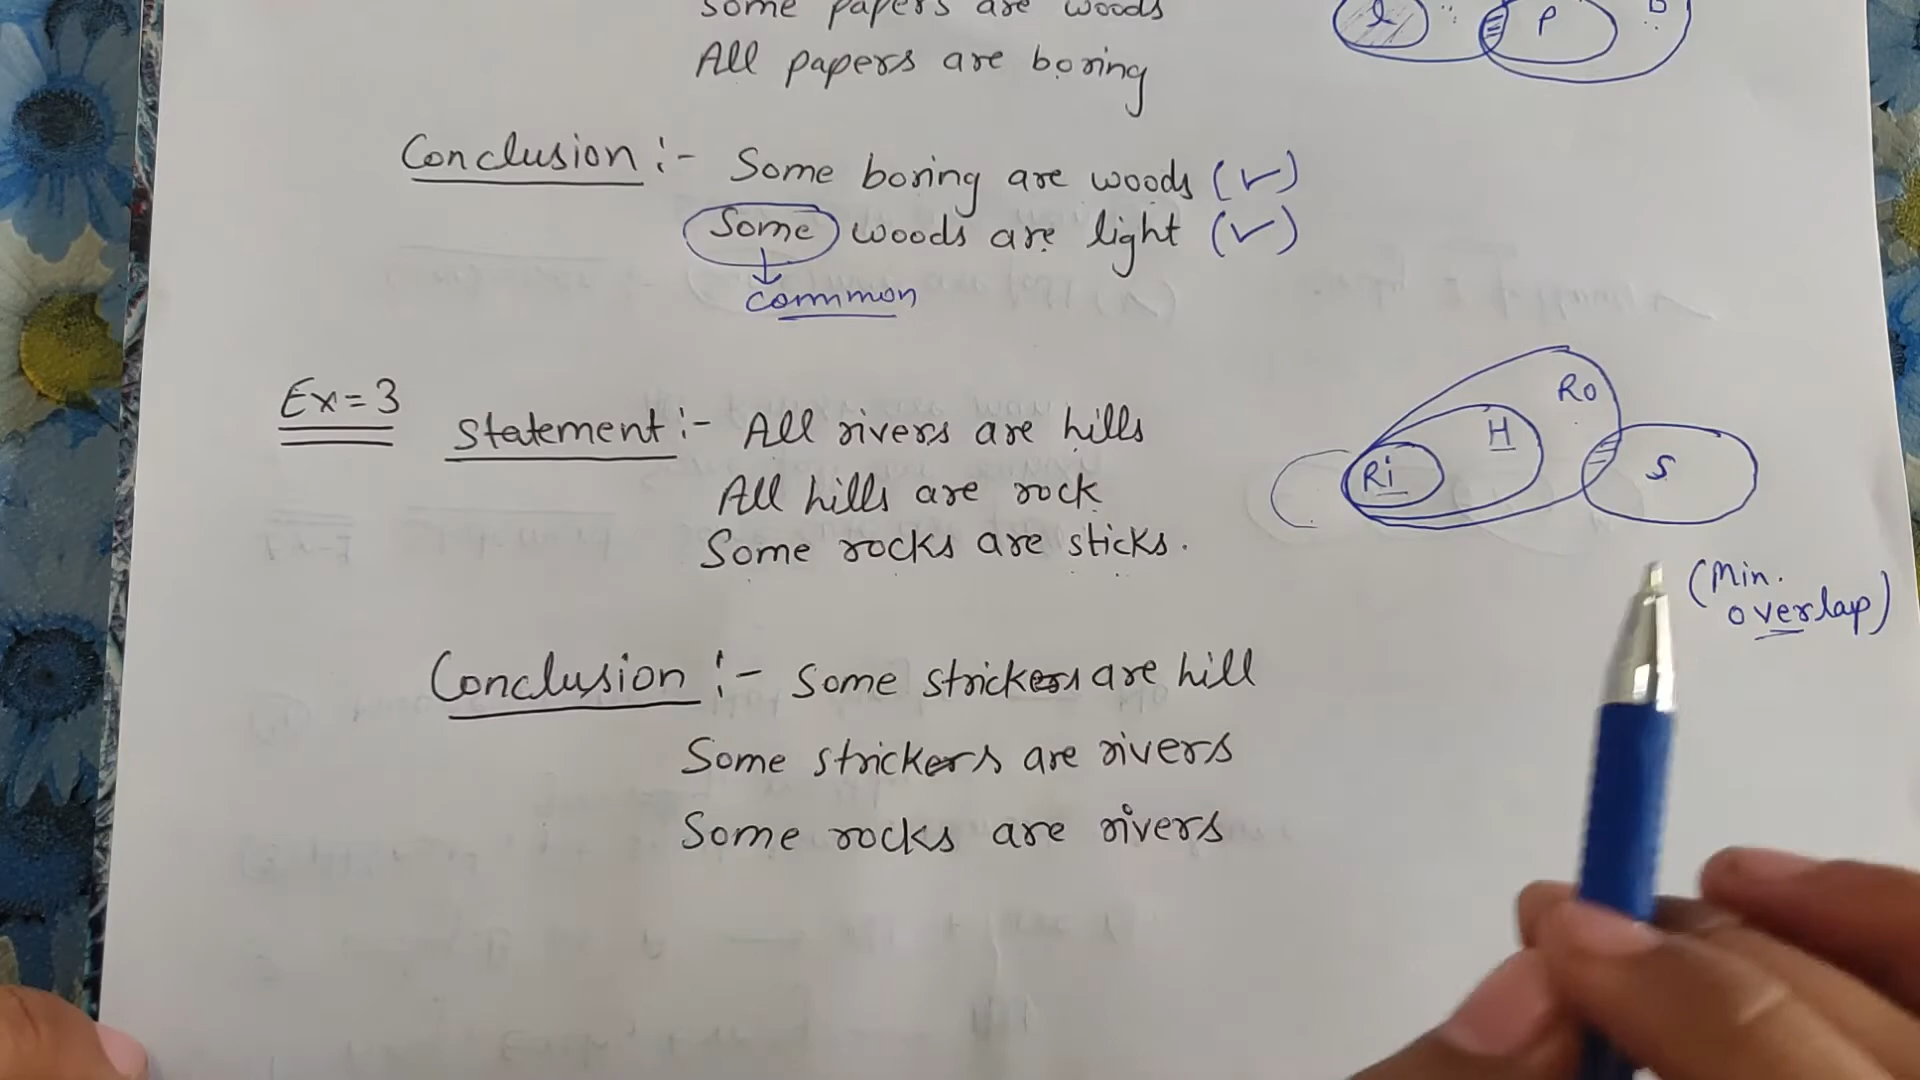 Some papers are woods
All papers are boring
l P B
Conclusion :- Some boring are woods (✓)
Some woods are light (✓)
common
Ex=3
Statement :- All rivers are hills
All hills are rock
Some rocks are sticks.
Ro
H
Ri
S
(Min.
overlap)
Conclusion :- Some strickers are hill
Some strickers are rivers
Some rocks are rivers